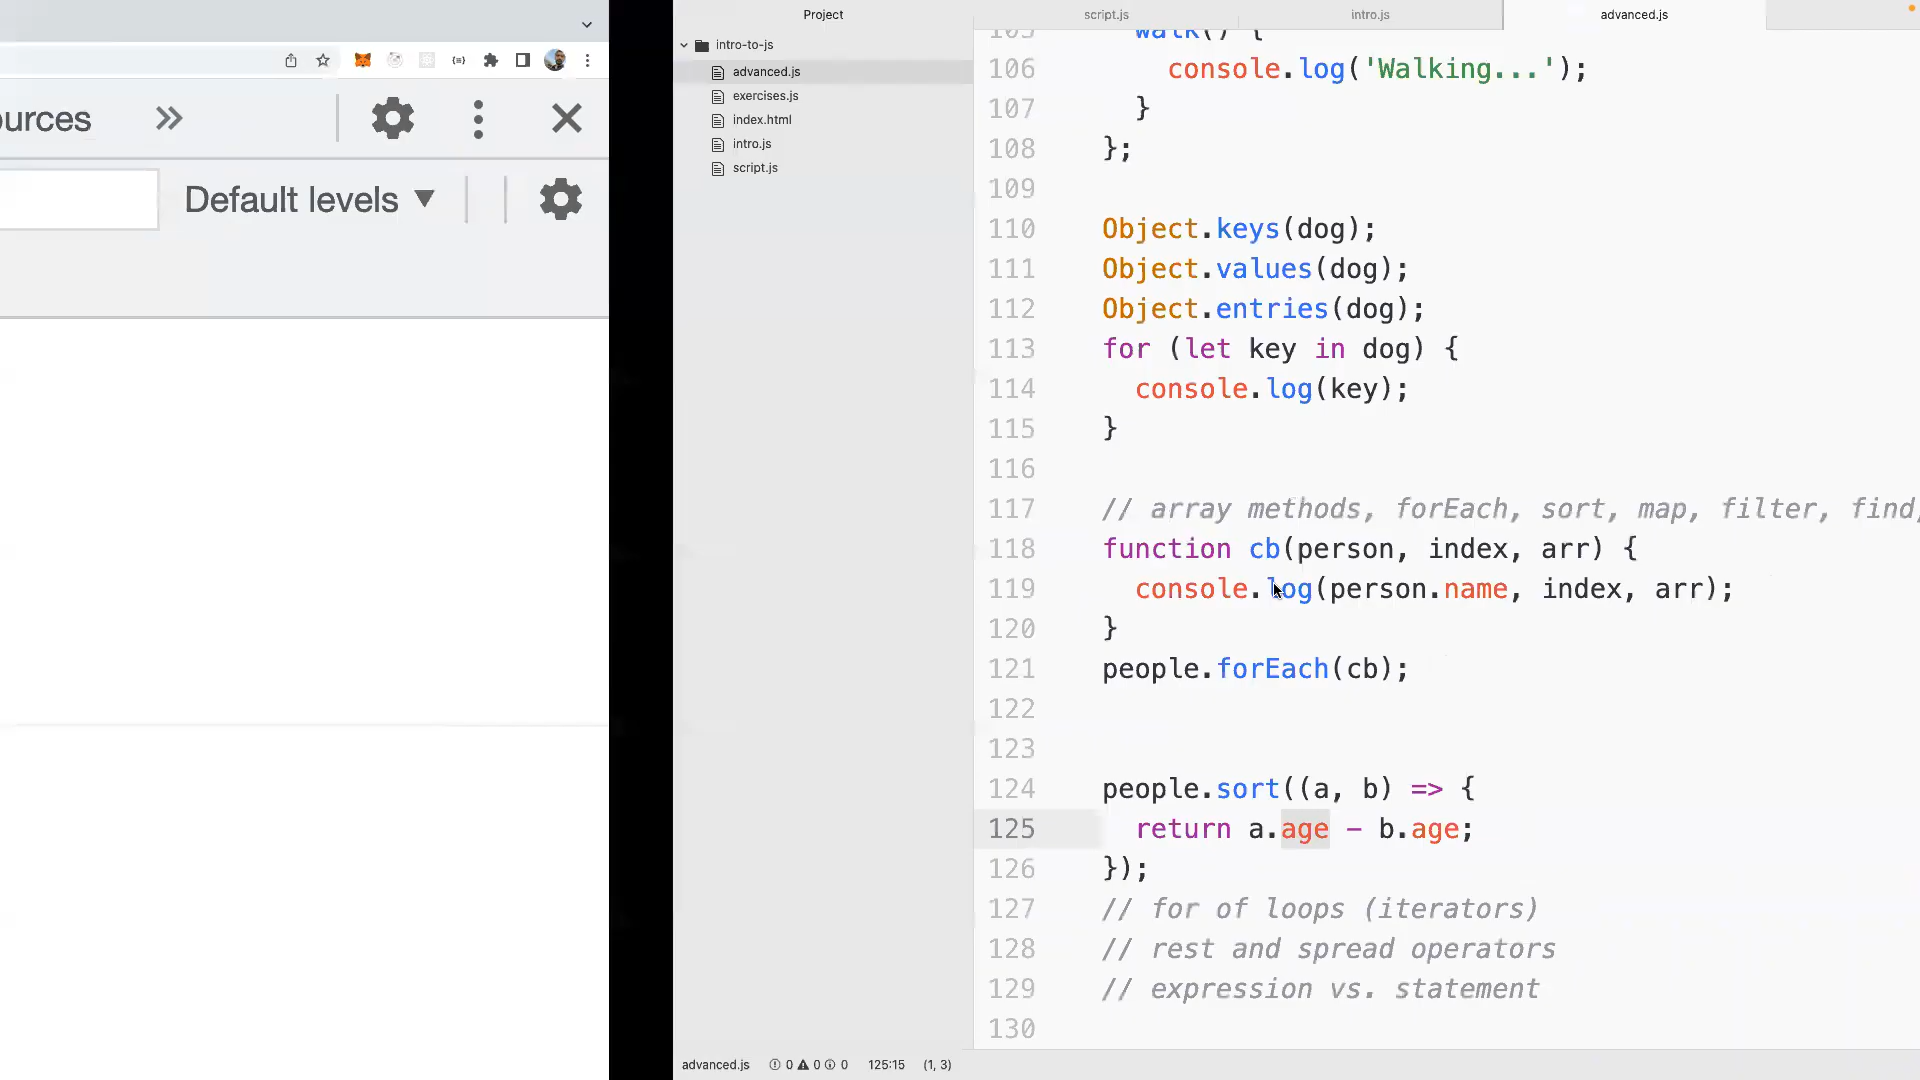 ources
Default levels ▼
Project
intro-to-js
advanced.js
exercises.js
index.html
intro.js
script.js
script.js
intro.js
advanced.js
105 walk() {
106 console.log('Walking...');
107 }
108 };
109
110 Object.keys(dog);
111 Object.values(dog);
112 Object.entries(dog);
113 for (let key in dog) {
114 console.log(key);
115 }
116
117 // array methods, forEach, sort, map, filter, find,
118 function cb(person, index, arr) {
119 console.log(person.name, index, arr);
120 }
121 people.forEach(cb);
122
123
124 people.sort((a, b) => {
125 return a.age - b.age;
126 });
127 // for of loops (iterators)
128 // rest and spread operators
129 // expression vs. statement
130
advanced.js 0 0 0 125:15 (1, 3)